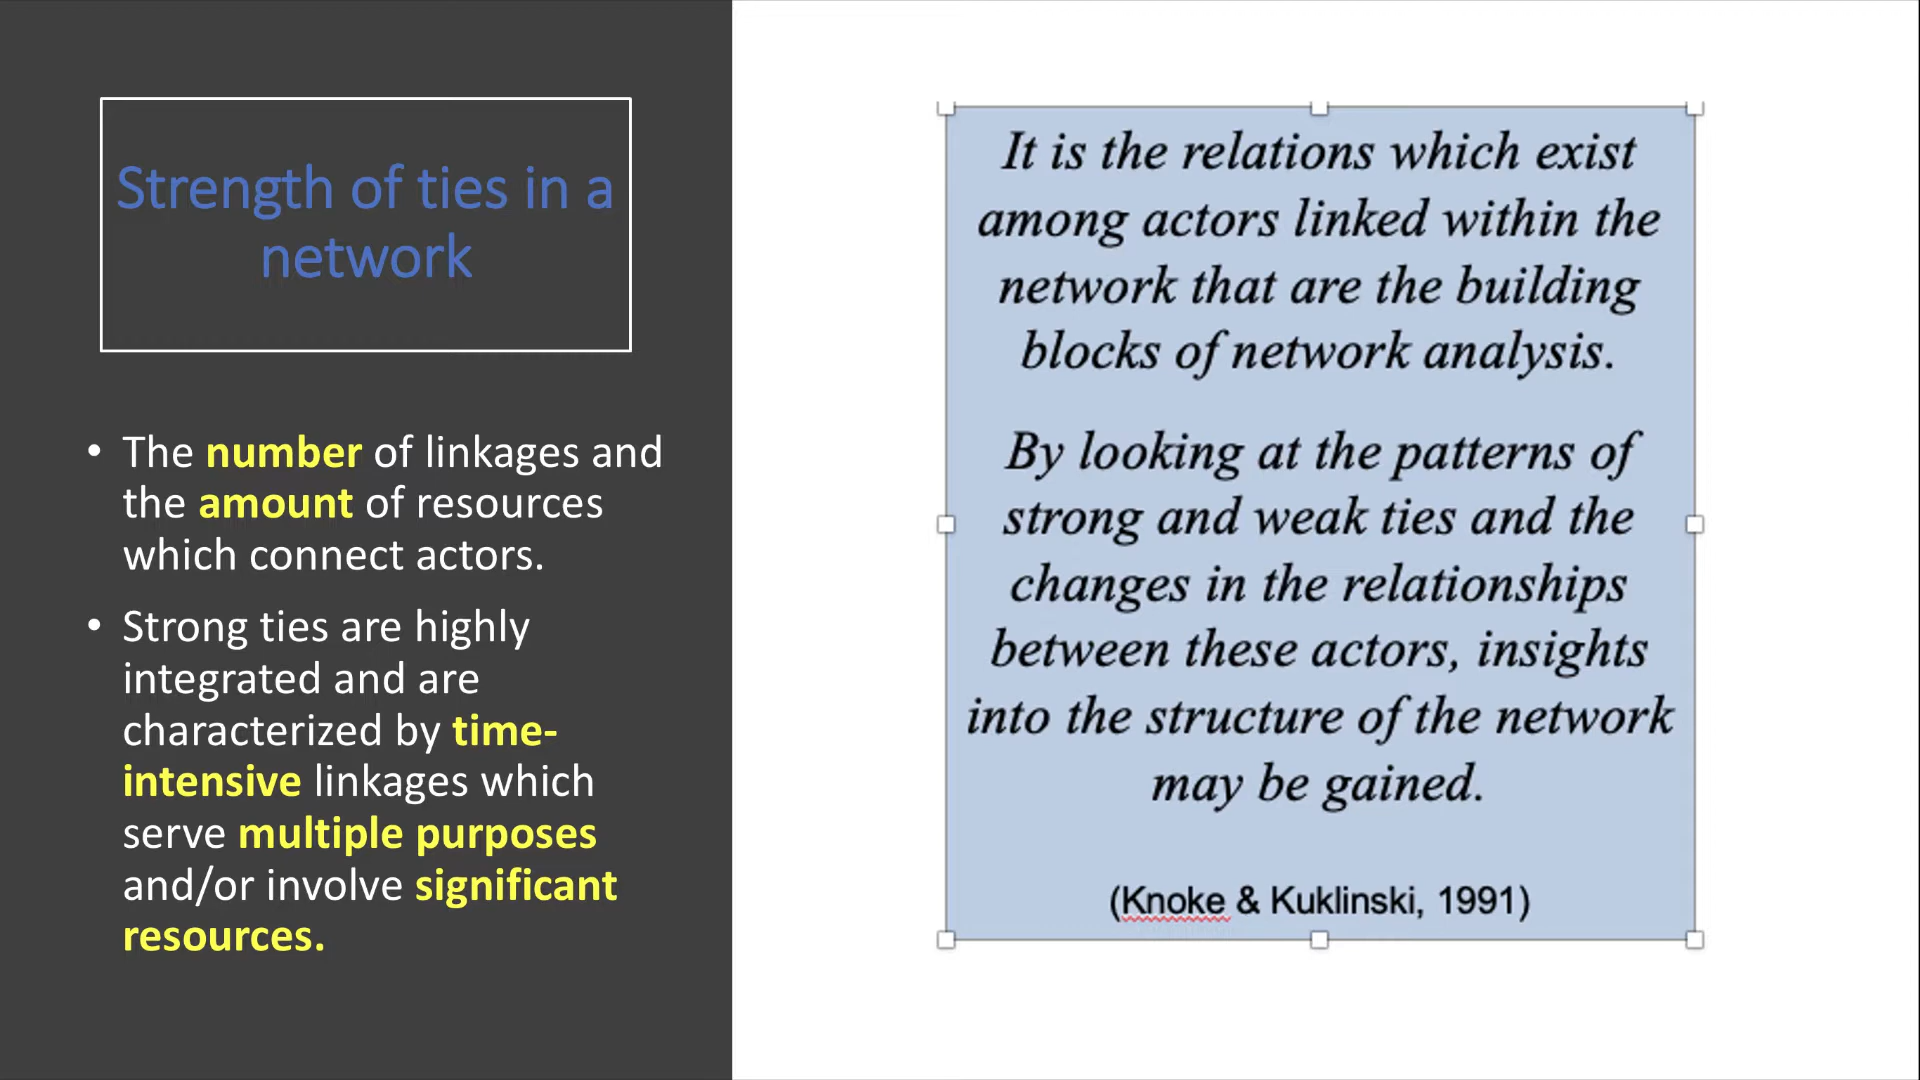 Strength of ties in a
network
• The number of linkages and
the amount of resources
which connect actors.
• Strong ties are highly
integrated and are
characterized by time-
intensive linkages which
serve multiple purposes
and/or involve significant
resources.
It is the relations which exist
among actors linked within the
network that are the building
blocks of network analysis.
By looking at the patterns of
strong and weak ties and the
changes in the relationships
between these actors, insights
into the structure of the network
may be gained.
(Knoke & Kuklinski, 1991)